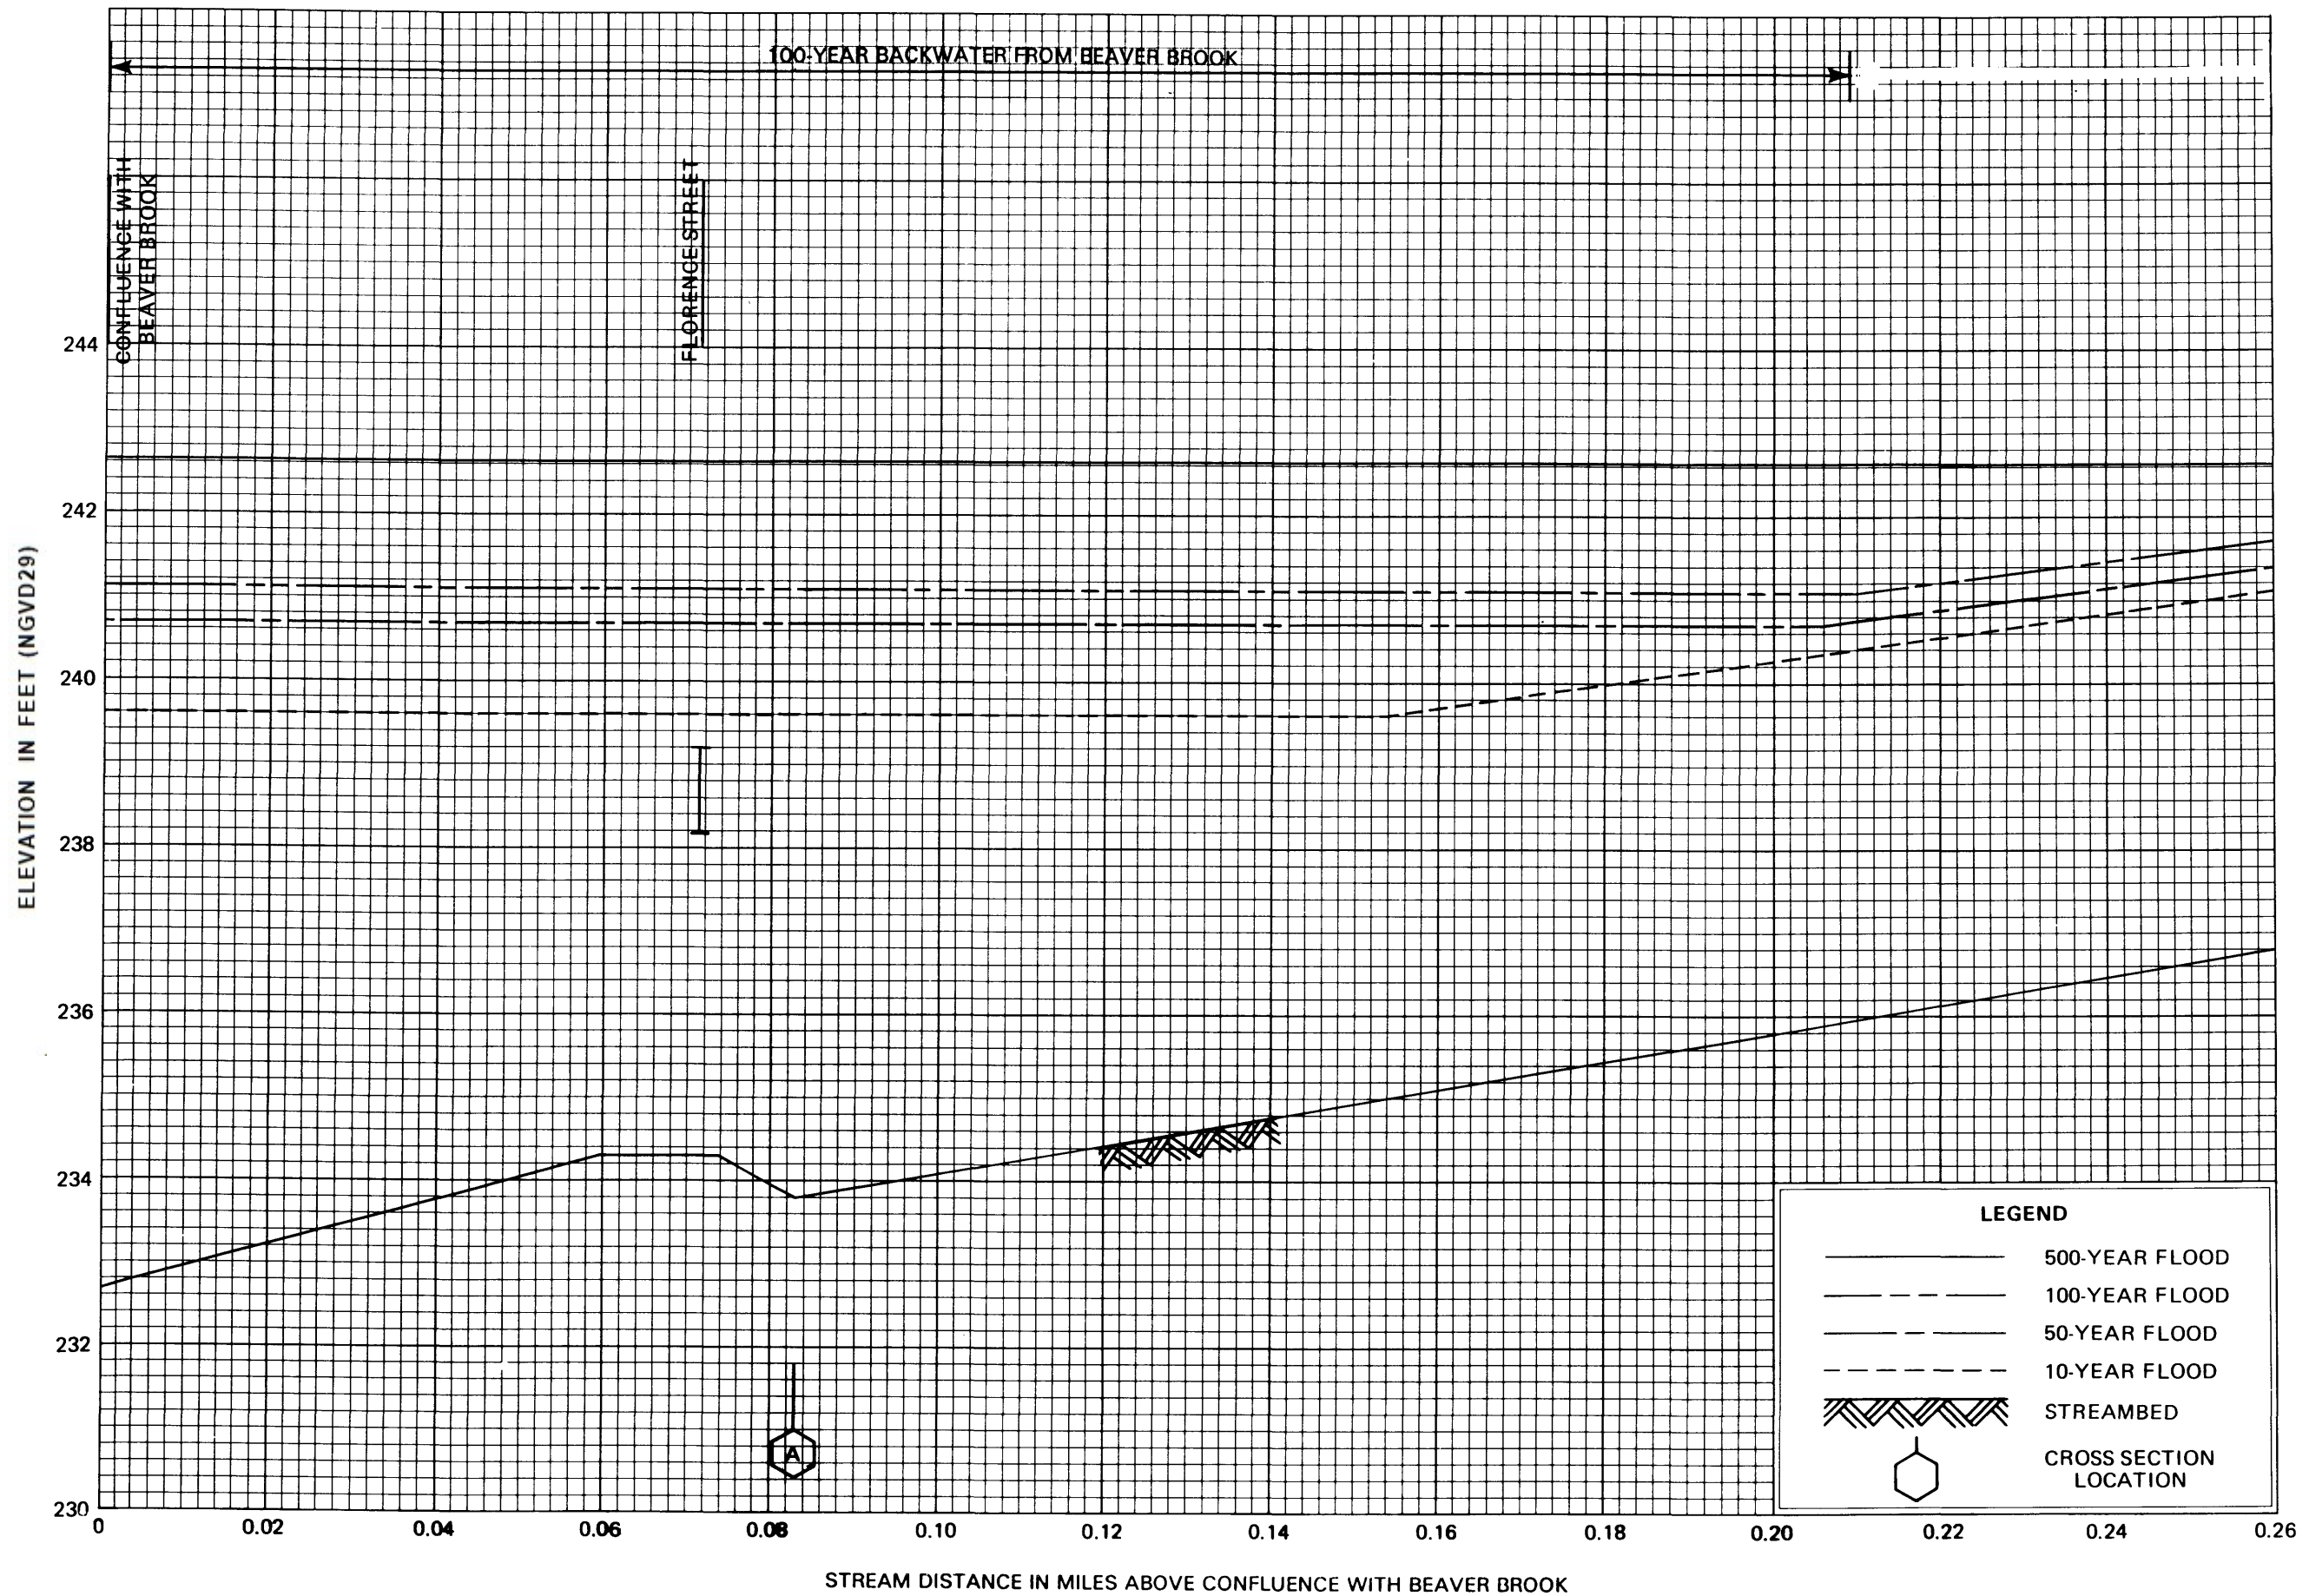 100-YEAR BACKWATER FROM BEAVER BROOK
CONFLUENCE WITH
BEAVER BROOK
FLORENCE STREET
ELEVATION IN FEET (NGVD29)
244
242
240
238
236
234
232
230
A
LEGEND
500-YEAR FLOOD
100-YEAR FLOOD
50-YEAR FLOOD
10-YEAR FLOOD
STREAMBED
CROSS SECTION
LOCATION
0 0.02 0.04 0.06 0.08 0.10 0.12 0.14 0.16 0.18 0.20 0.22 0.24 0.26
STREAM DISTANCE IN MILES ABOVE CONFLUENCE WITH BEAVER BROOK